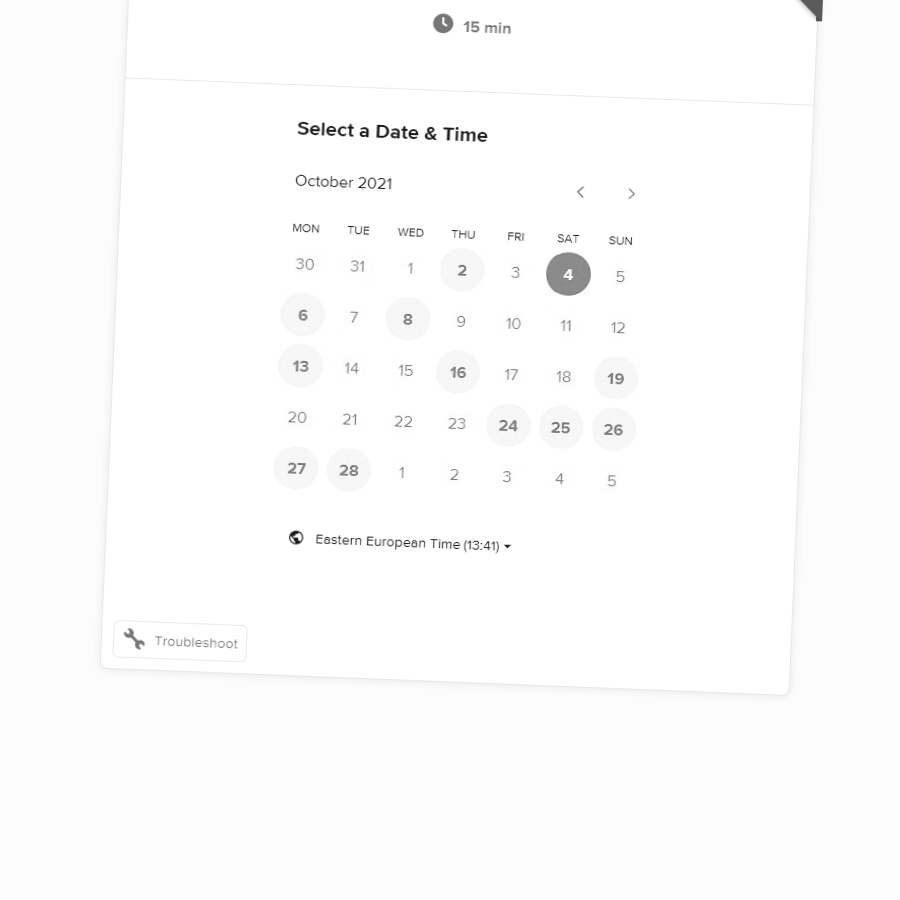 15 min
Select a Date & Time
October 2021
MON TUE WED THU FRI SAT SUN
30 31 1 2 3 4 5
6 7 8 9 10 11 12
13 14 15 16 17 18 19
20 21 22 23 24 25 26
27 28 1 2 3 4 5
Eastern European Time (13:41)
Troubleshoot